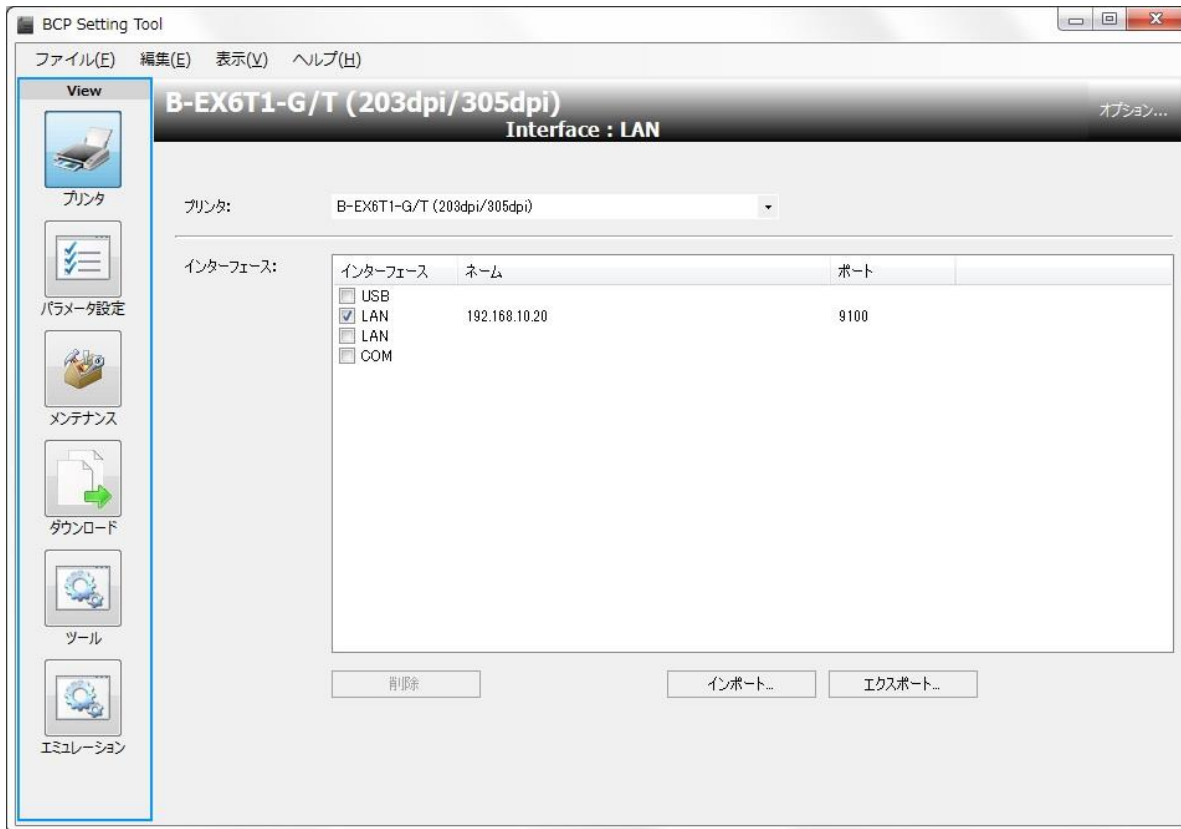 BCP Setting Tool
ファイル(F) 編集(E) 表示(V) ヘルプ(H)
View
プリンタ
パラメータ設定
メンテナンス
ダウンロード
ツール
エミュレーション
B-EX6T1-G/T (203dpi/305dpi)
Interface : LAN
オプション...
プリンタ: B-EX6T1-G/T (203dpi/305dpi)
インターフェース:
インターフェース ネーム ポート
USB
LAN 192.168.10.20 9100
LAN
COM
削除 インポート... エクスポート...